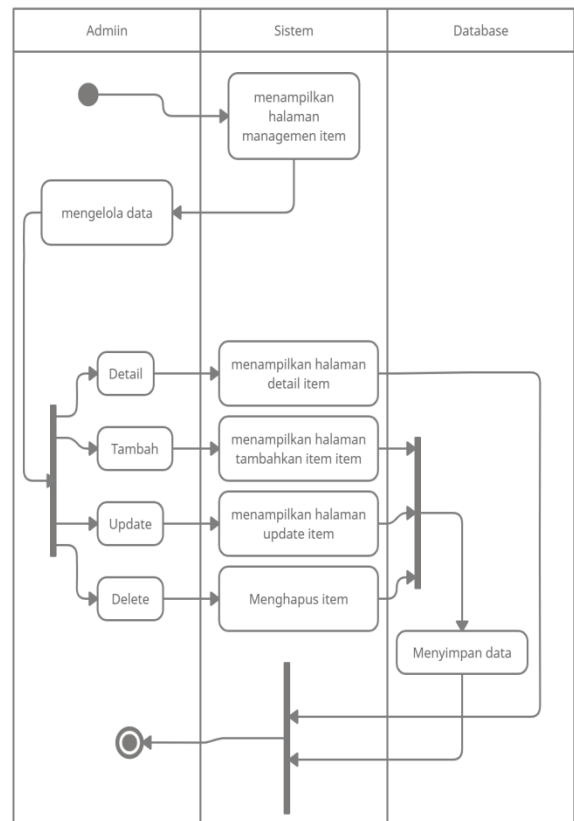 Admiin
Sistem
Database
menampilkan
halaman
managemen item
mengelola data
Detail
menampilkan halaman
detail item
Tambah
menampilkan halaman
tambahkan item item
Update
menampilkan halaman
update item
Delete
Menghapus item
Menyimpan data